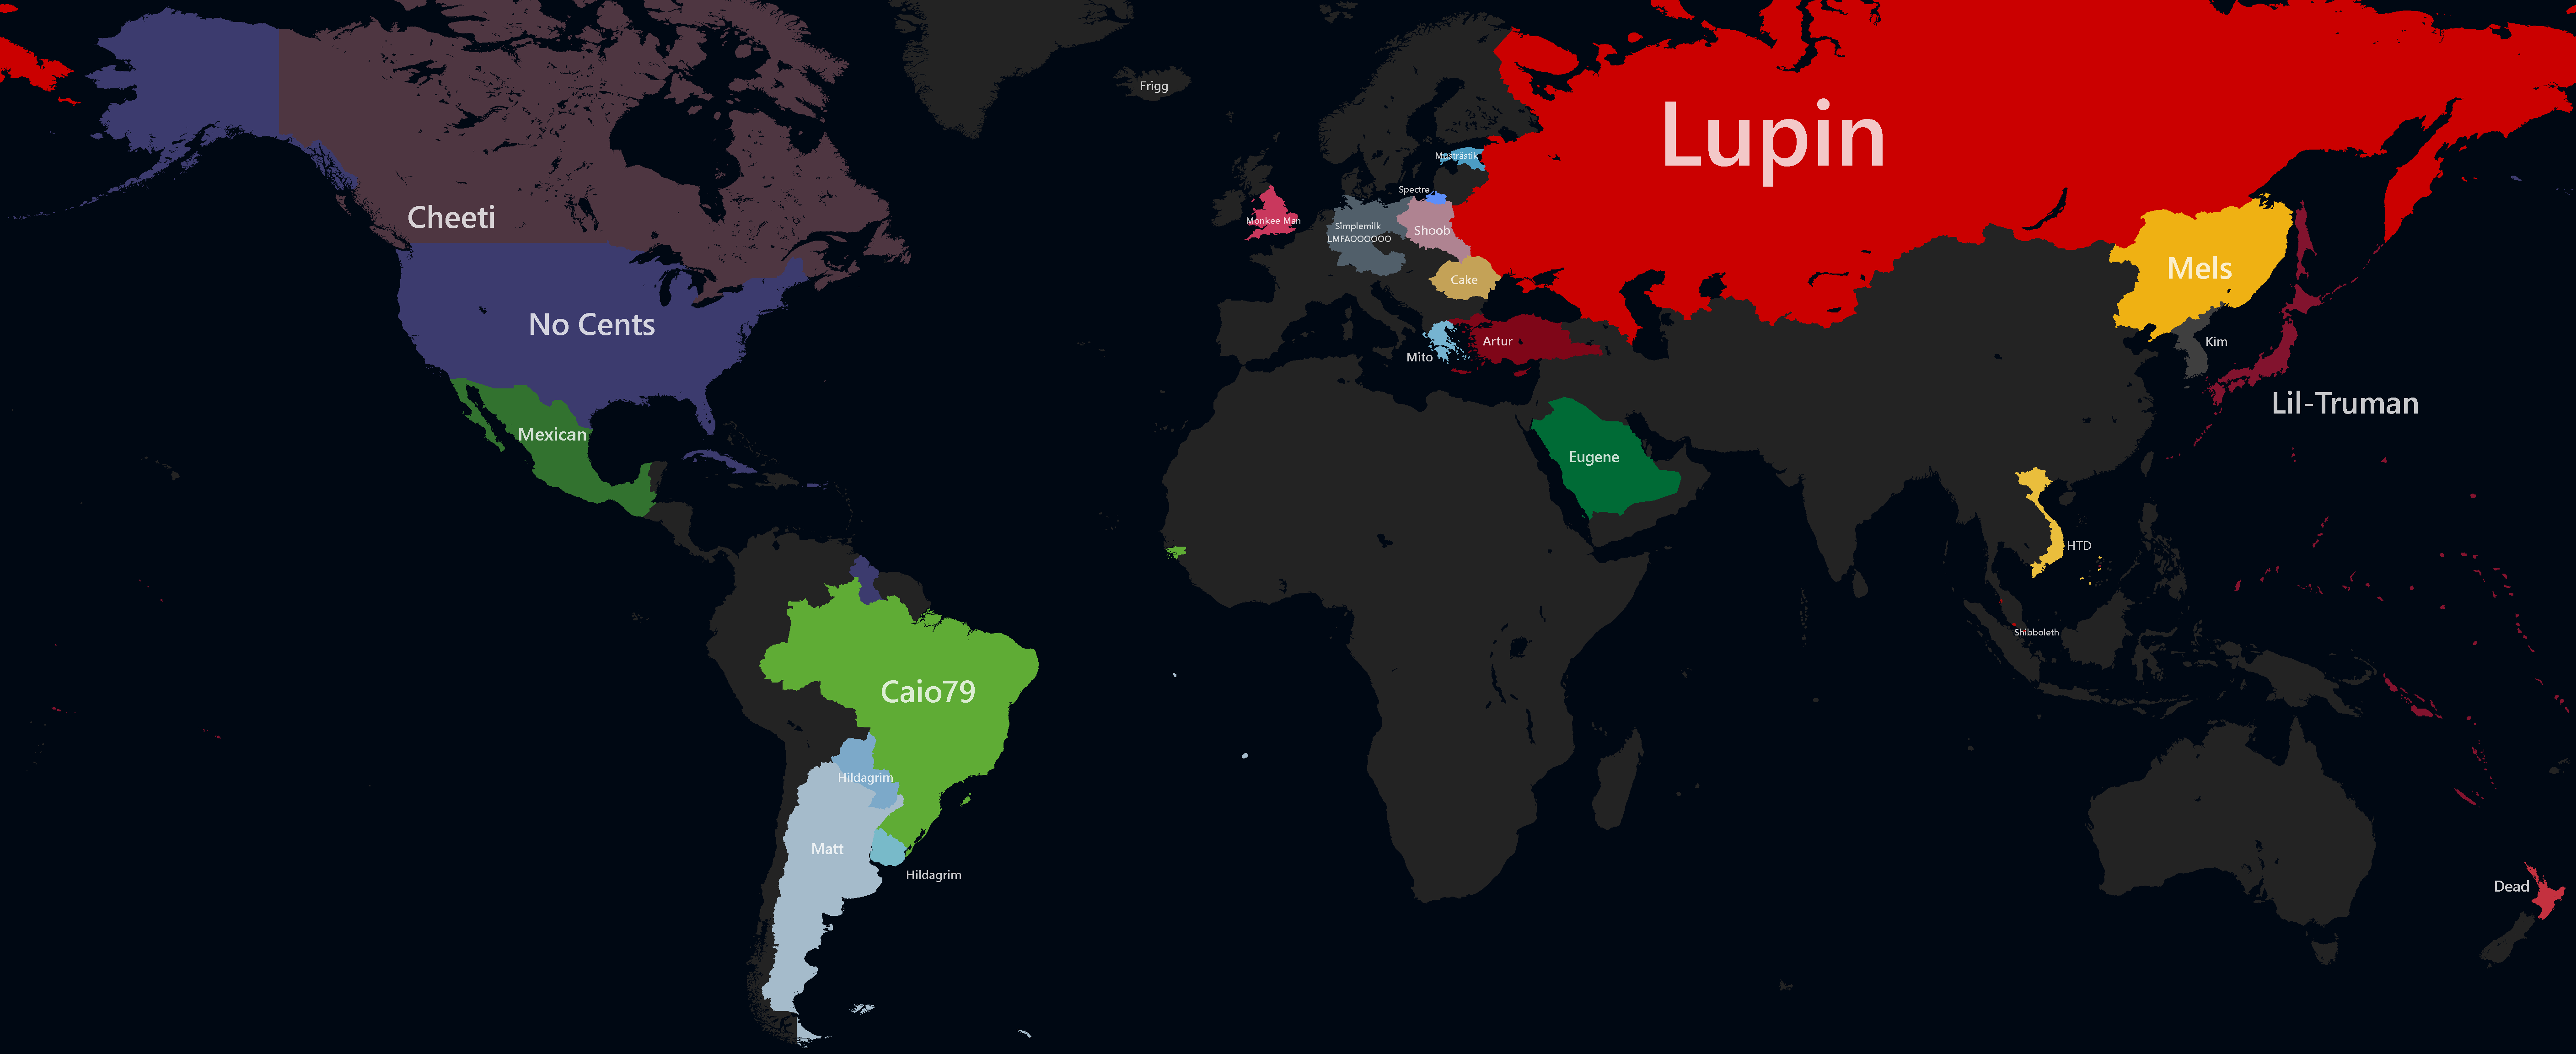 Frigg
Lupin
Musträstik
Spectre
Cheeti
Monkee Man
Simplemilk
LMFAOOOOOO
Shoob
Mels
Cake
No Cents
Artur
Kim
Mito
Lil-Truman
Mexican
Eugene
HTD
Shibboleth
Caio79
Hildagrim
Matt
Hildagrim
Dead